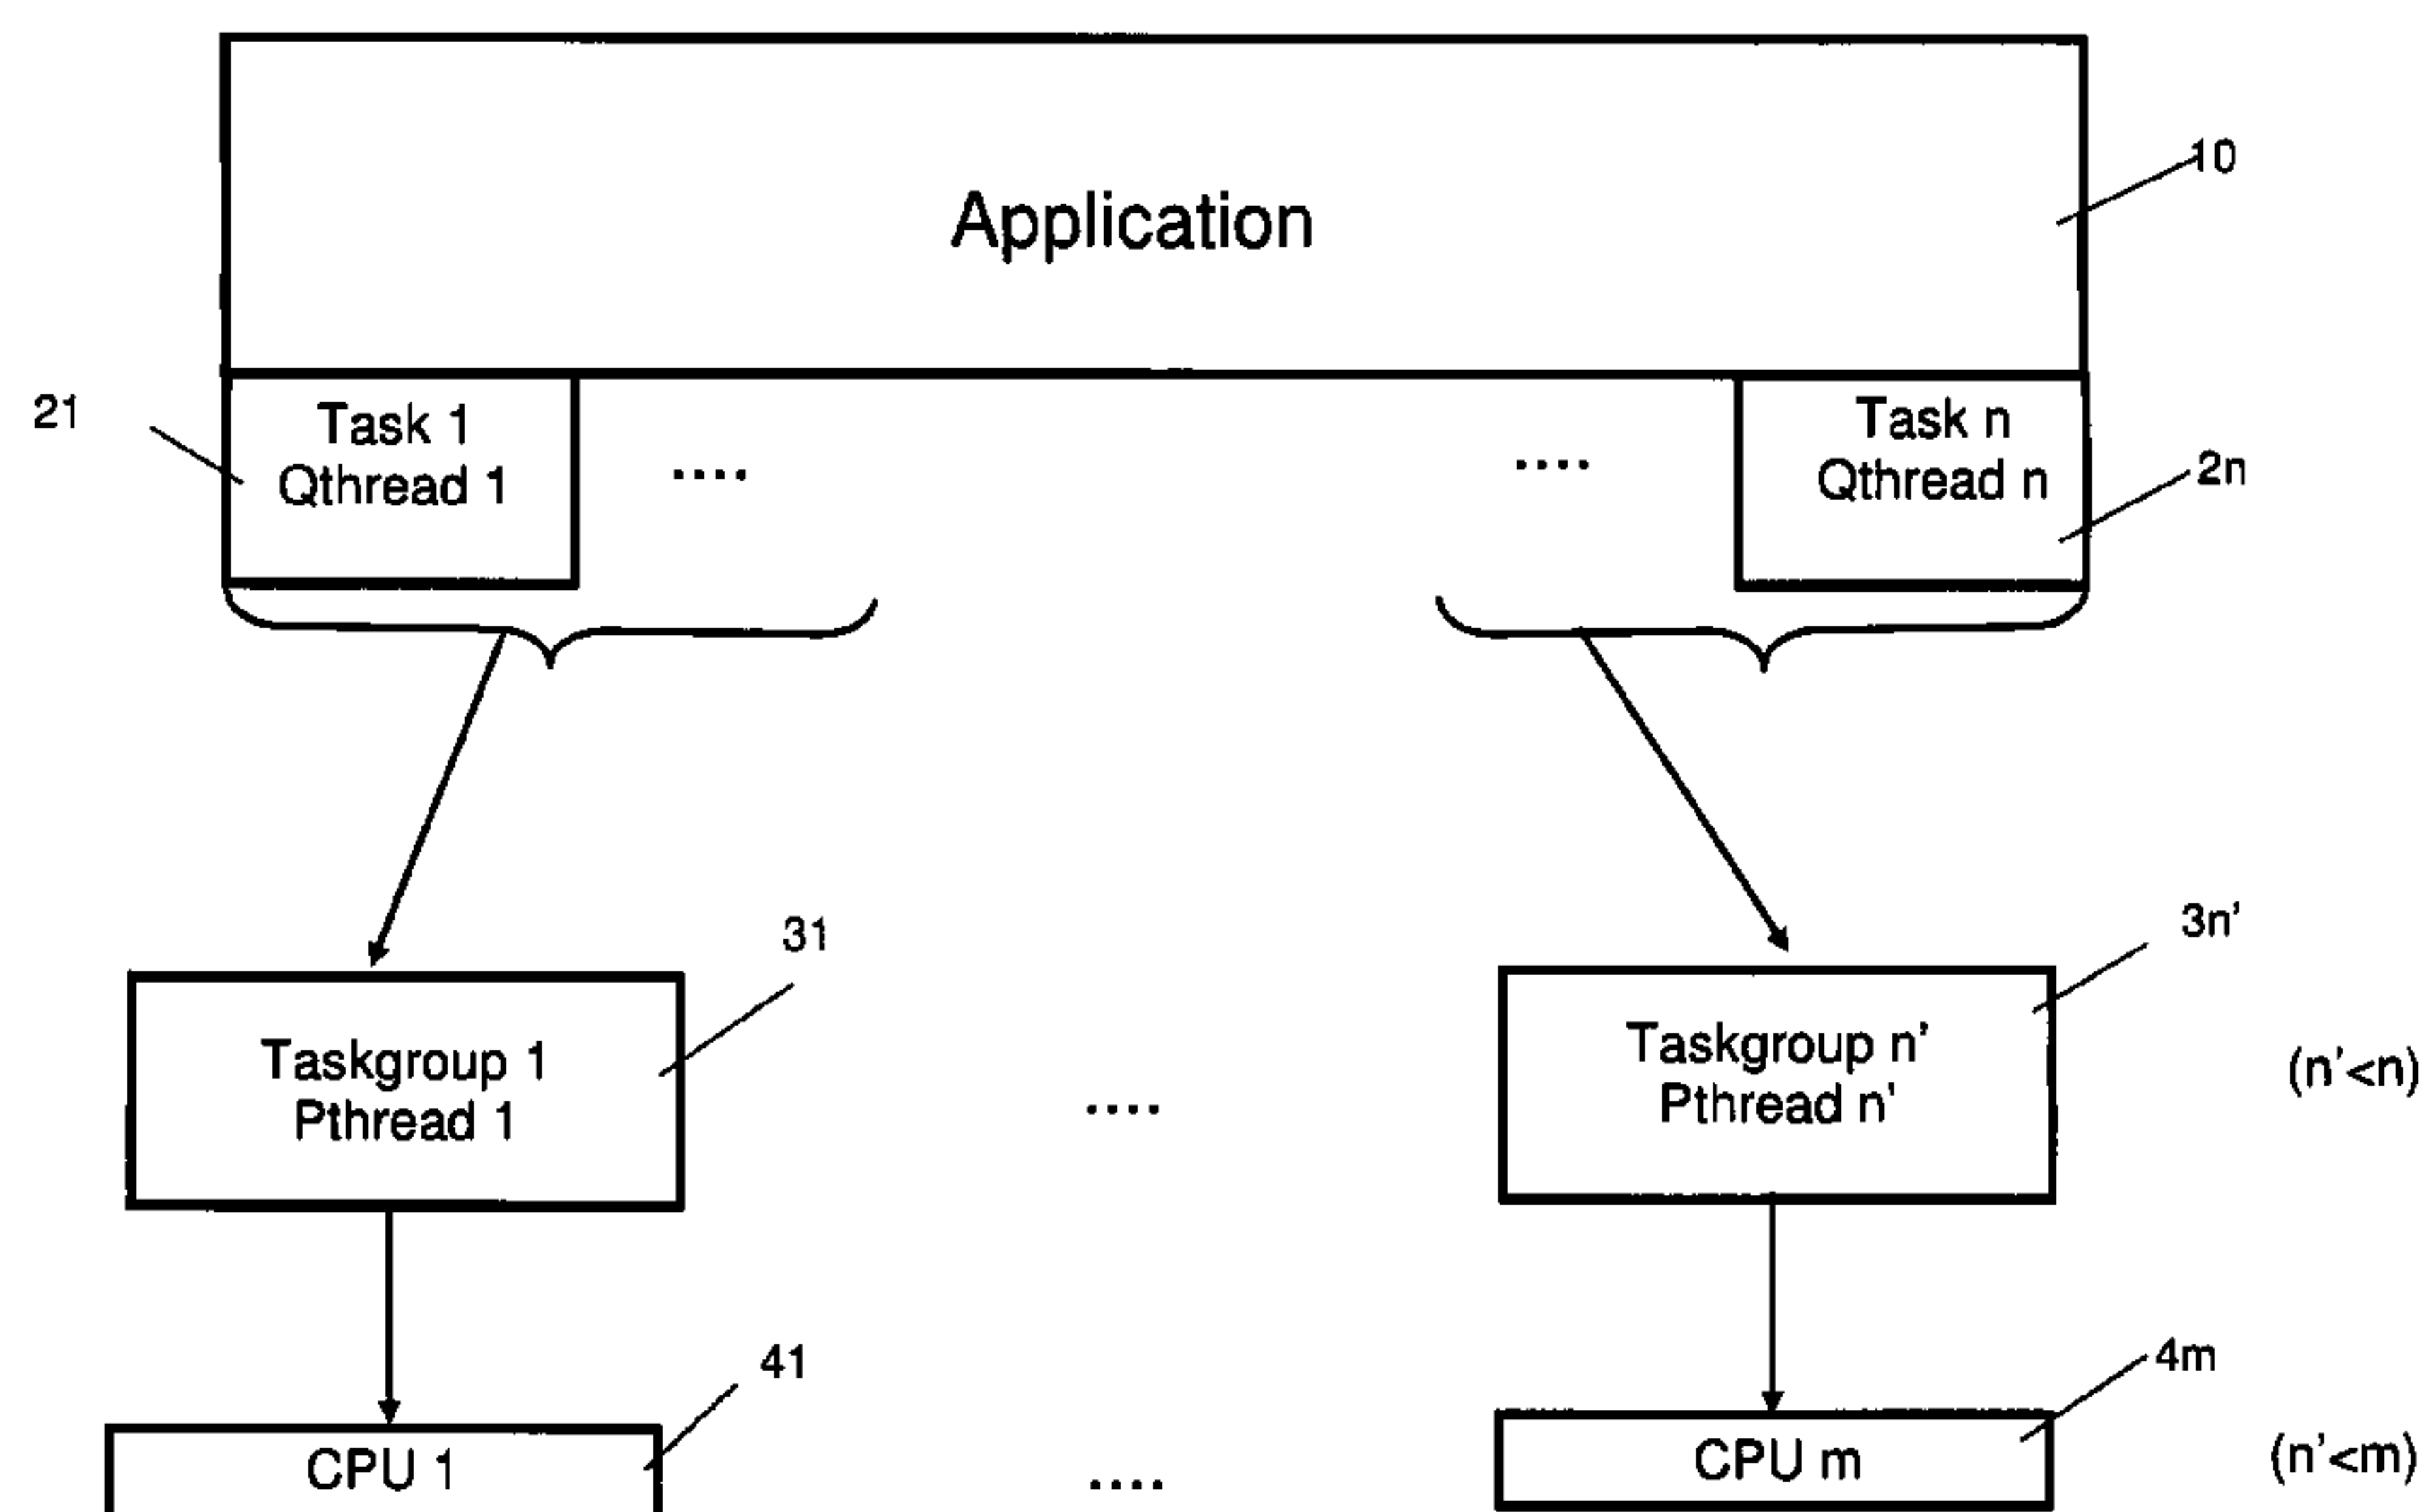 10
Application
21
Task 1
Qthread 1
....
....
Task n
Qthread n
2n
31
3n'
Taskgroup 1
Pthread 1
....
Taskgroup n'
Pthread n'
(n'<n)
41
4m
CPU 1
....
CPU m
(n'<m)